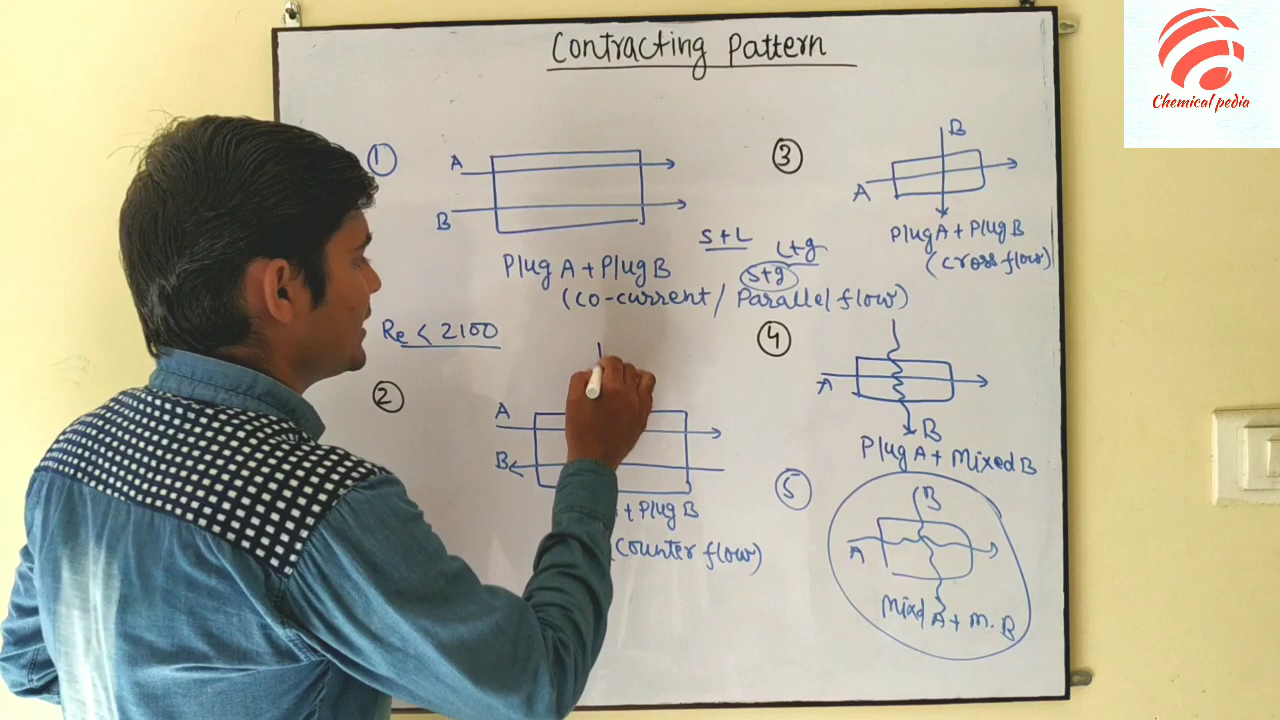 Contracting Pattern
Chemical pedia
1
A
B
Plug A + Plug B
(Co-current / Parallel flow)
S+L
L+g
S+g
Re < 2100
2
A
B
+ Plug B
(Counter flow)
3
B
A
Plug A + Plug B
(Cross flow)
4
A
B
Plug A + Mixed B
5
B
A
Mixed A + M. B